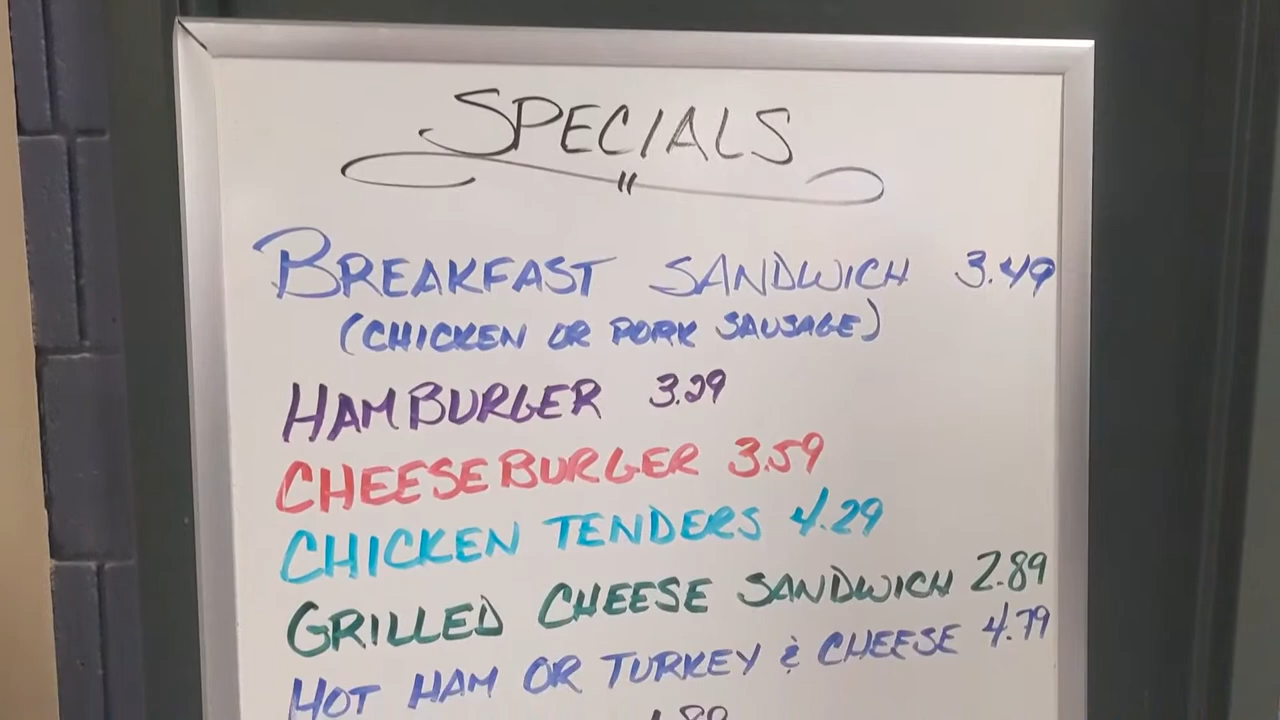 SPECIALS
BREAKFAST SANDWICH 3.49
(CHICKEN OR PORK SAUSAGE)
HAMBURGER 3.29
CHEESEBURGER 3.59
CHICKEN TENDERS 4.29
GRILLED CHEESE SANDWICH 2.89
HOT HAM OR TURKEY & CHEESE 4.79